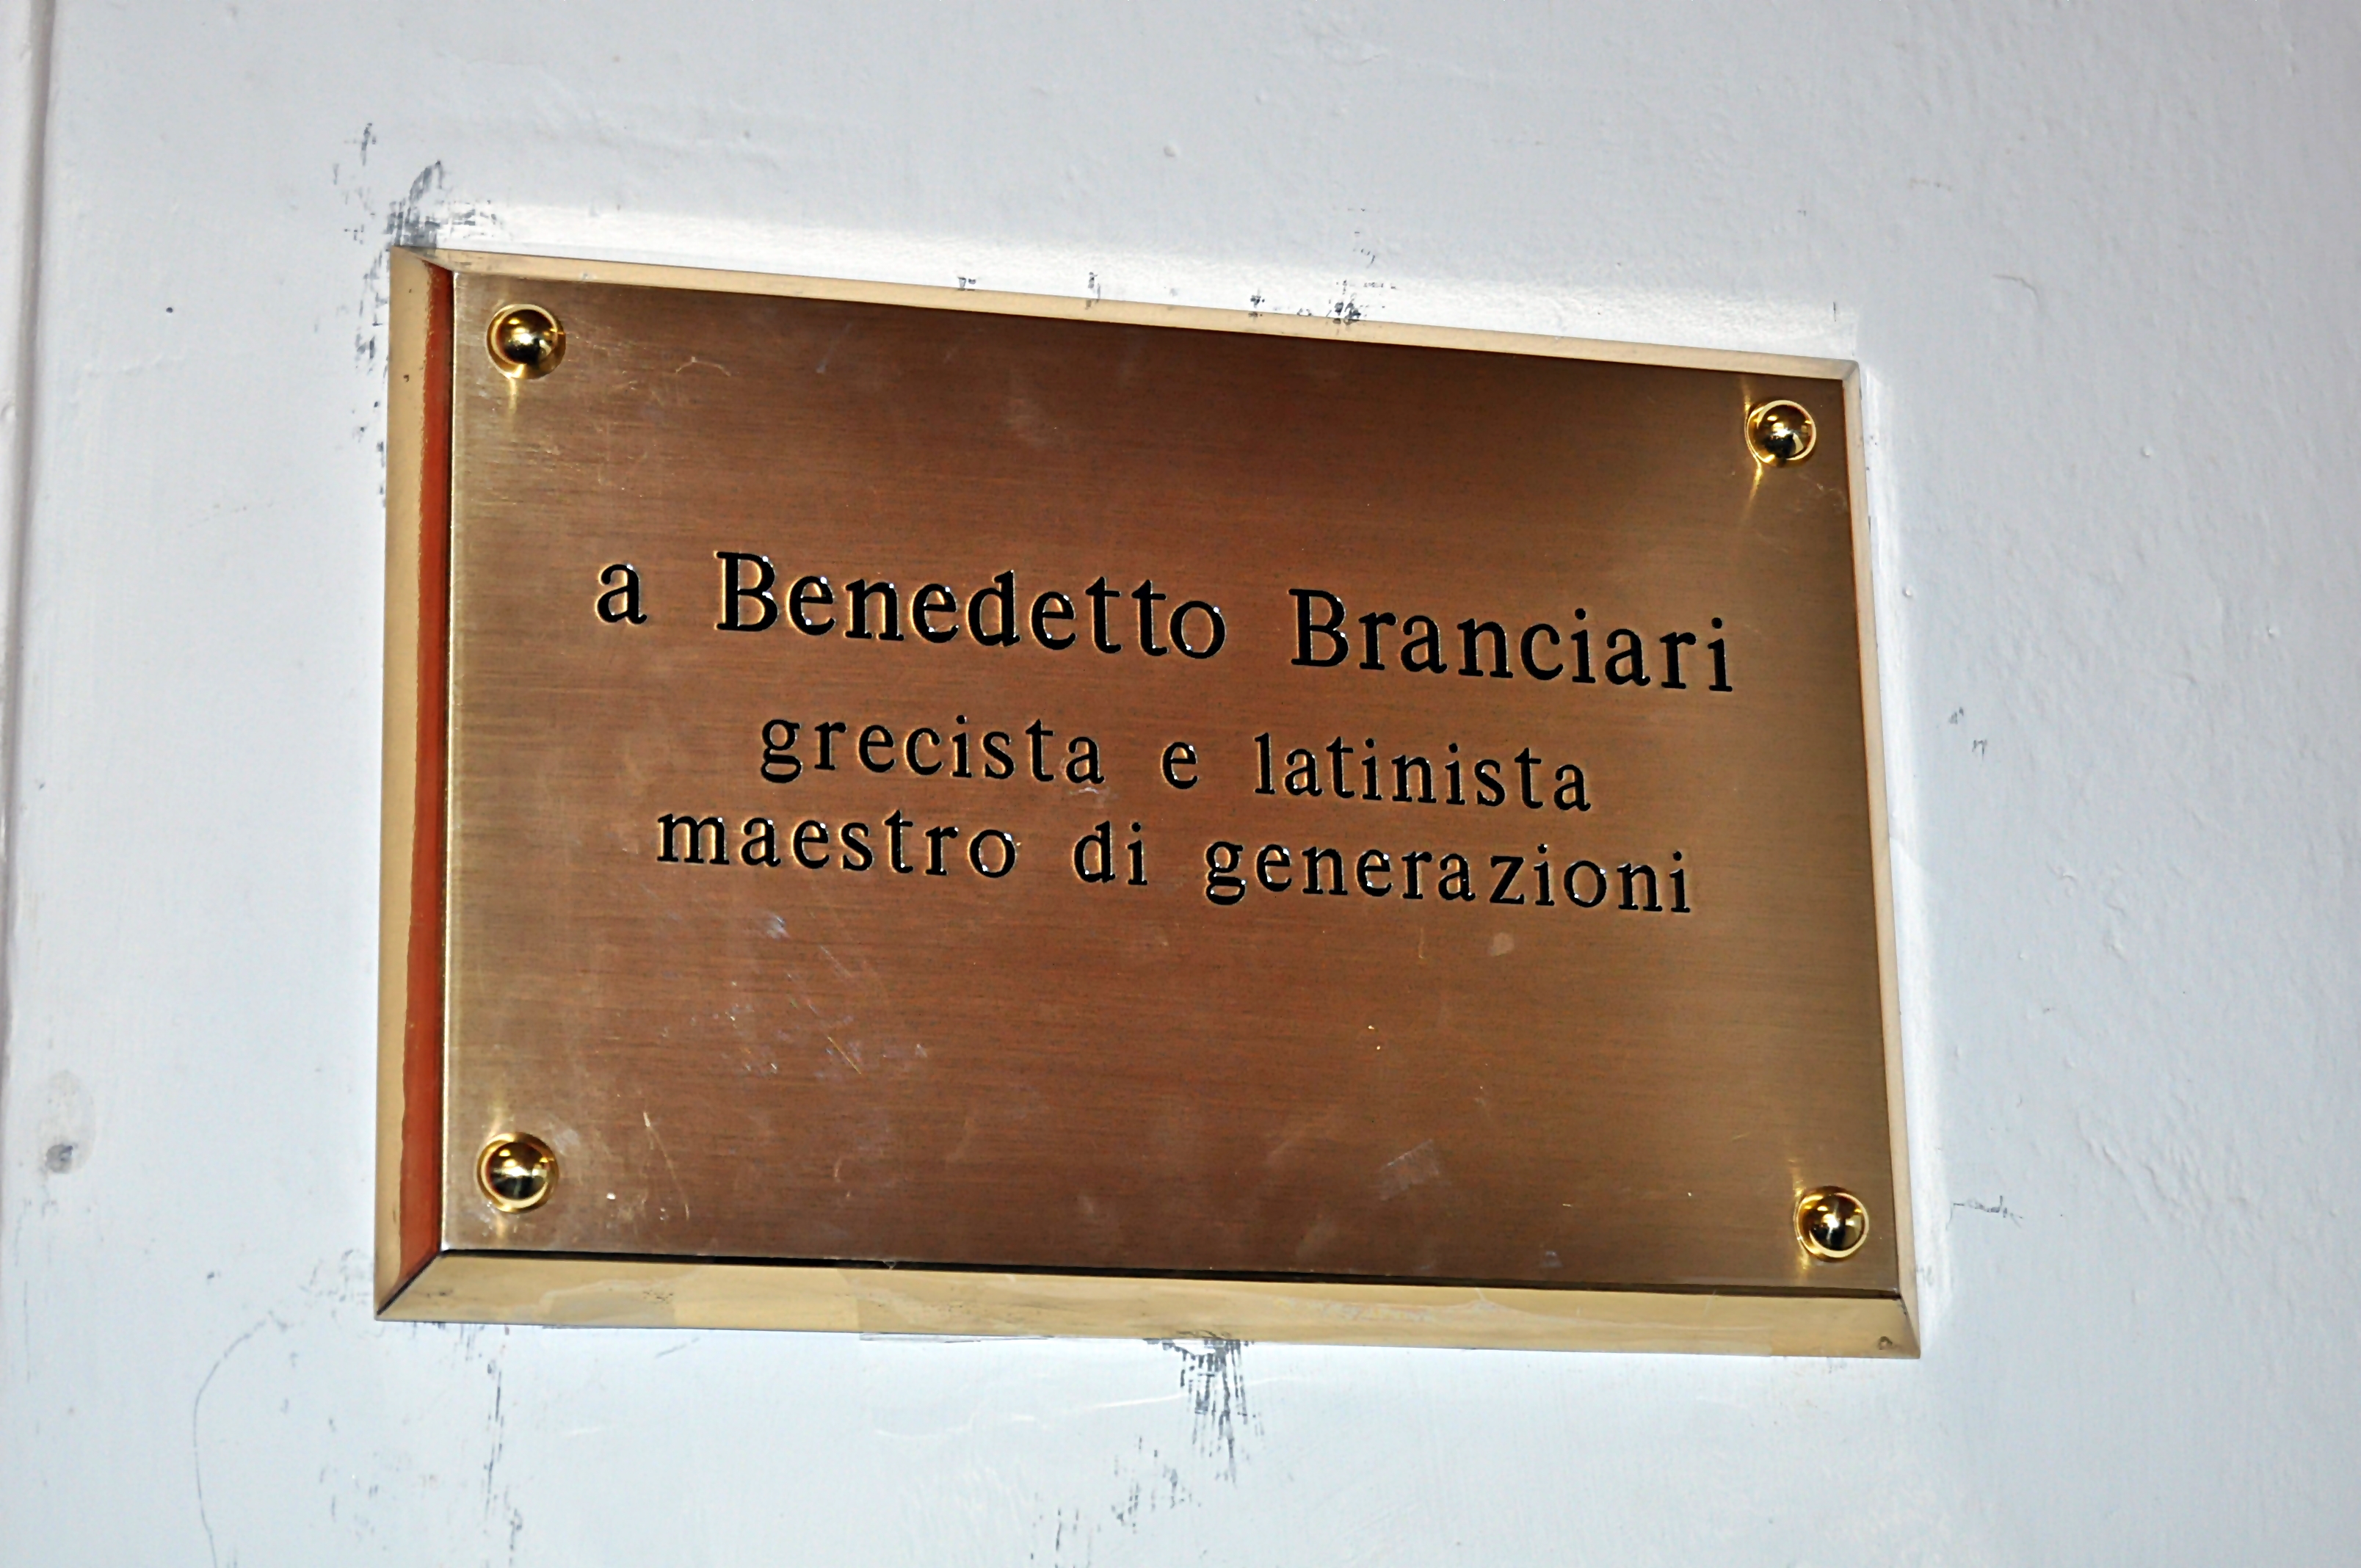 a Benedetto Branciari
grecista e latinista
maestro di generazioni